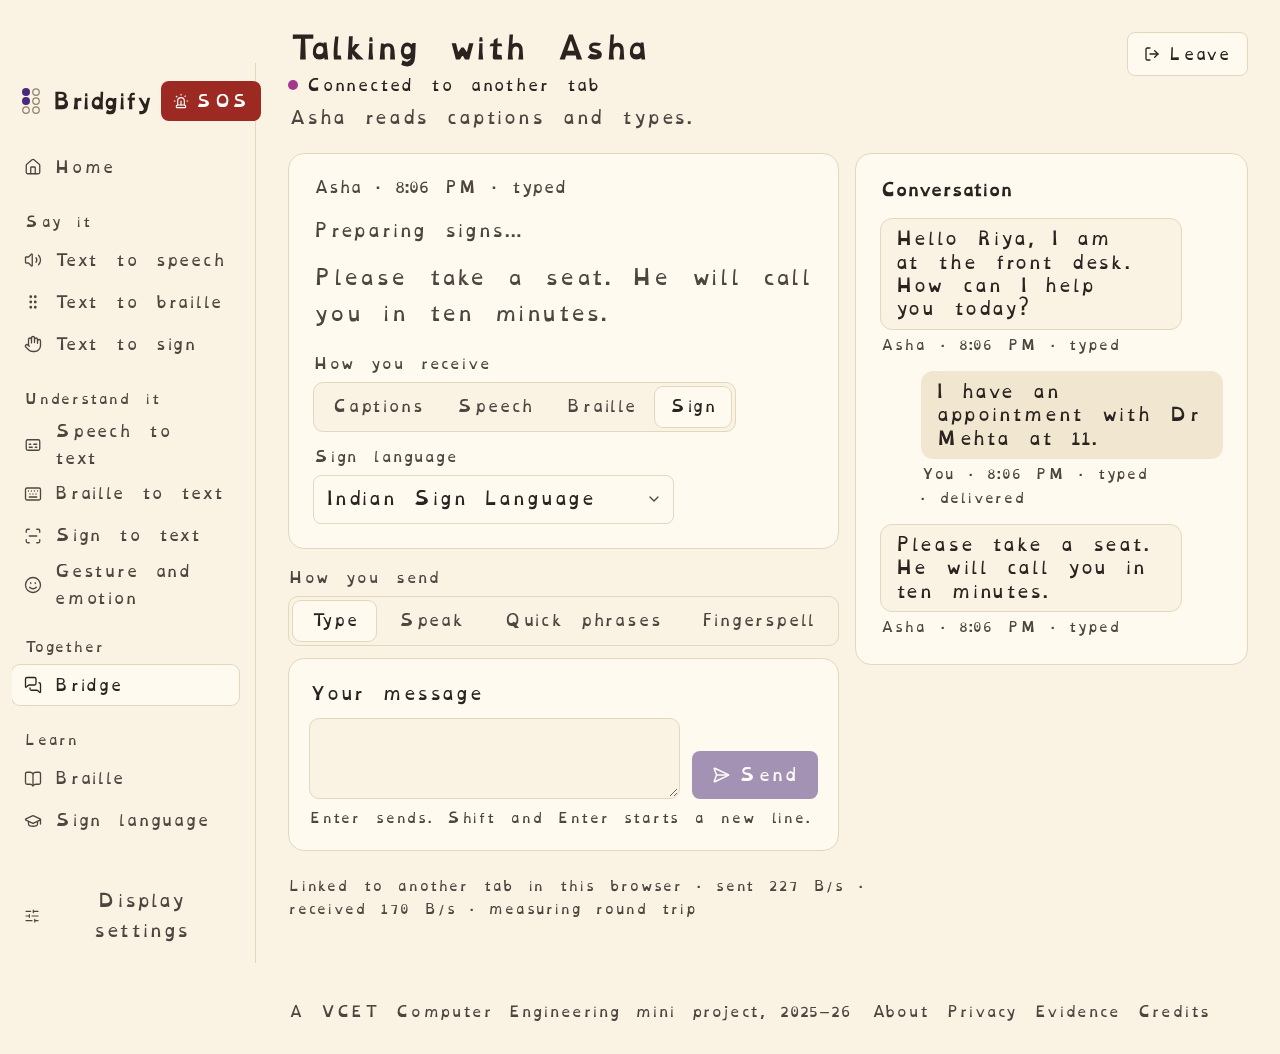 Bridgify
SOS
Home
Say it
Text to speech
Text to braille
Text to sign
Understand it
Speech to
text
Braille to text
Sign to text
Gesture and
emotion
Together
Bridge
Learn
Braille
Sign language
Display
settings
Talking with Asha
Connected to another tab
Asha reads captions and types.
Leave
Asha · 8:06 PM · typed
Preparing signs…
Please take a seat. He will call
you in ten minutes.
How you receive
Captions Speech Braille Sign
Sign language
Indian Sign Language
How you send
Type Speak Quick phrases Fingerspell
Your message
Send
Enter sends. Shift and Enter starts a new line.
Linked to another tab in this browser · sent 227 B/s ·
received 170 B/s · measuring round trip
Conversation
Hello Riya, I am
at the front desk.
How can I help
you today?
Asha · 8:06 PM · typed
I have an
appointment with Dr
Mehta at 11.
You · 8:06 PM · typed
· delivered
Please take a seat.
He will call you in
ten minutes.
Asha · 8:06 PM · typed
A VCET Computer Engineering mini project, 2025–26 About Privacy Evidence Credits